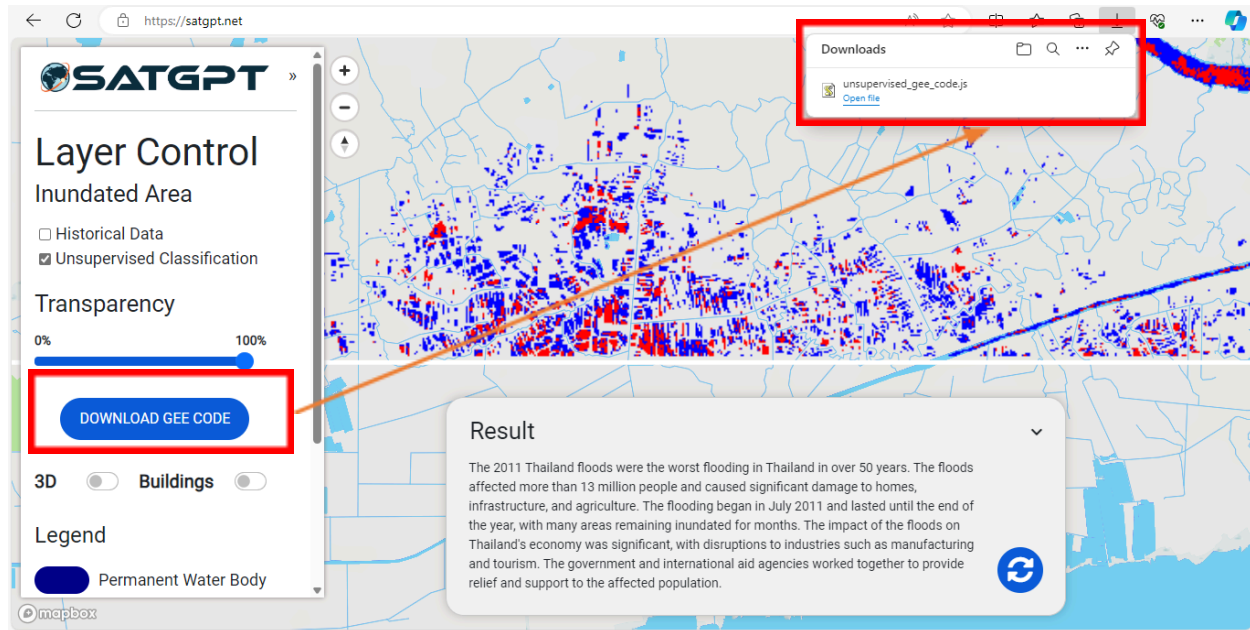 https://satgpt.net
Downloads
unsupervised_gee_code.js
Open file
SATGPT »
Layer Control
Inundated Area
Historical Data
Unsupervised Classification
Transparency
0% 100%
DOWNLOAD GEE CODE
3D Buildings
Legend
Permanent Water Body
mapbox
Result
The 2011 Thailand floods were the worst flooding in Thailand in over 50 years. The floods
affected more than 13 million people and caused significant damage to homes,
infrastructure, and agriculture. The flooding began in July 2011 and lasted until the end of
the year, with many areas remaining inundated for months. The impact of the floods on
Thailand's economy was significant, with disruptions to industries such as manufacturing
and tourism. The government and international aid agencies worked together to provide
relief and support to the affected population.